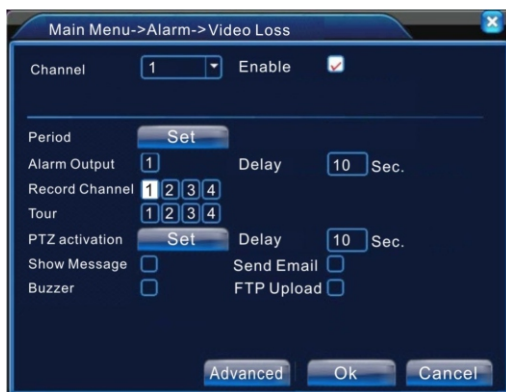 Main Menu->Alarm->Video Loss
Channel 1 Enable
Period Set
Alarm Output 1 Delay 10 Sec.
Record Channel 1 2 3 4
Tour 1 2 3 4
PTZ activation Set Delay 10 Sec.
Show Message Send Email
Buzzer FTP Upload
Advanced Ok Cancel